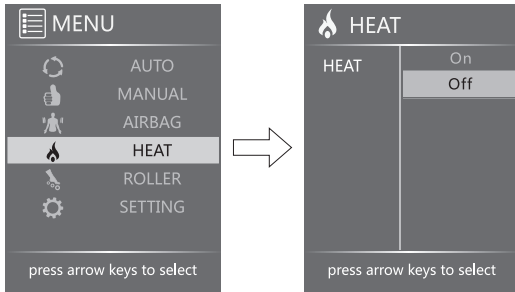 MENU
AUTO
MANUAL
AIRBAG
HEAT
ROLLER
SETTING
press arrow keys to select
HEAT
HEAT
On
Off
press arrow keys to select